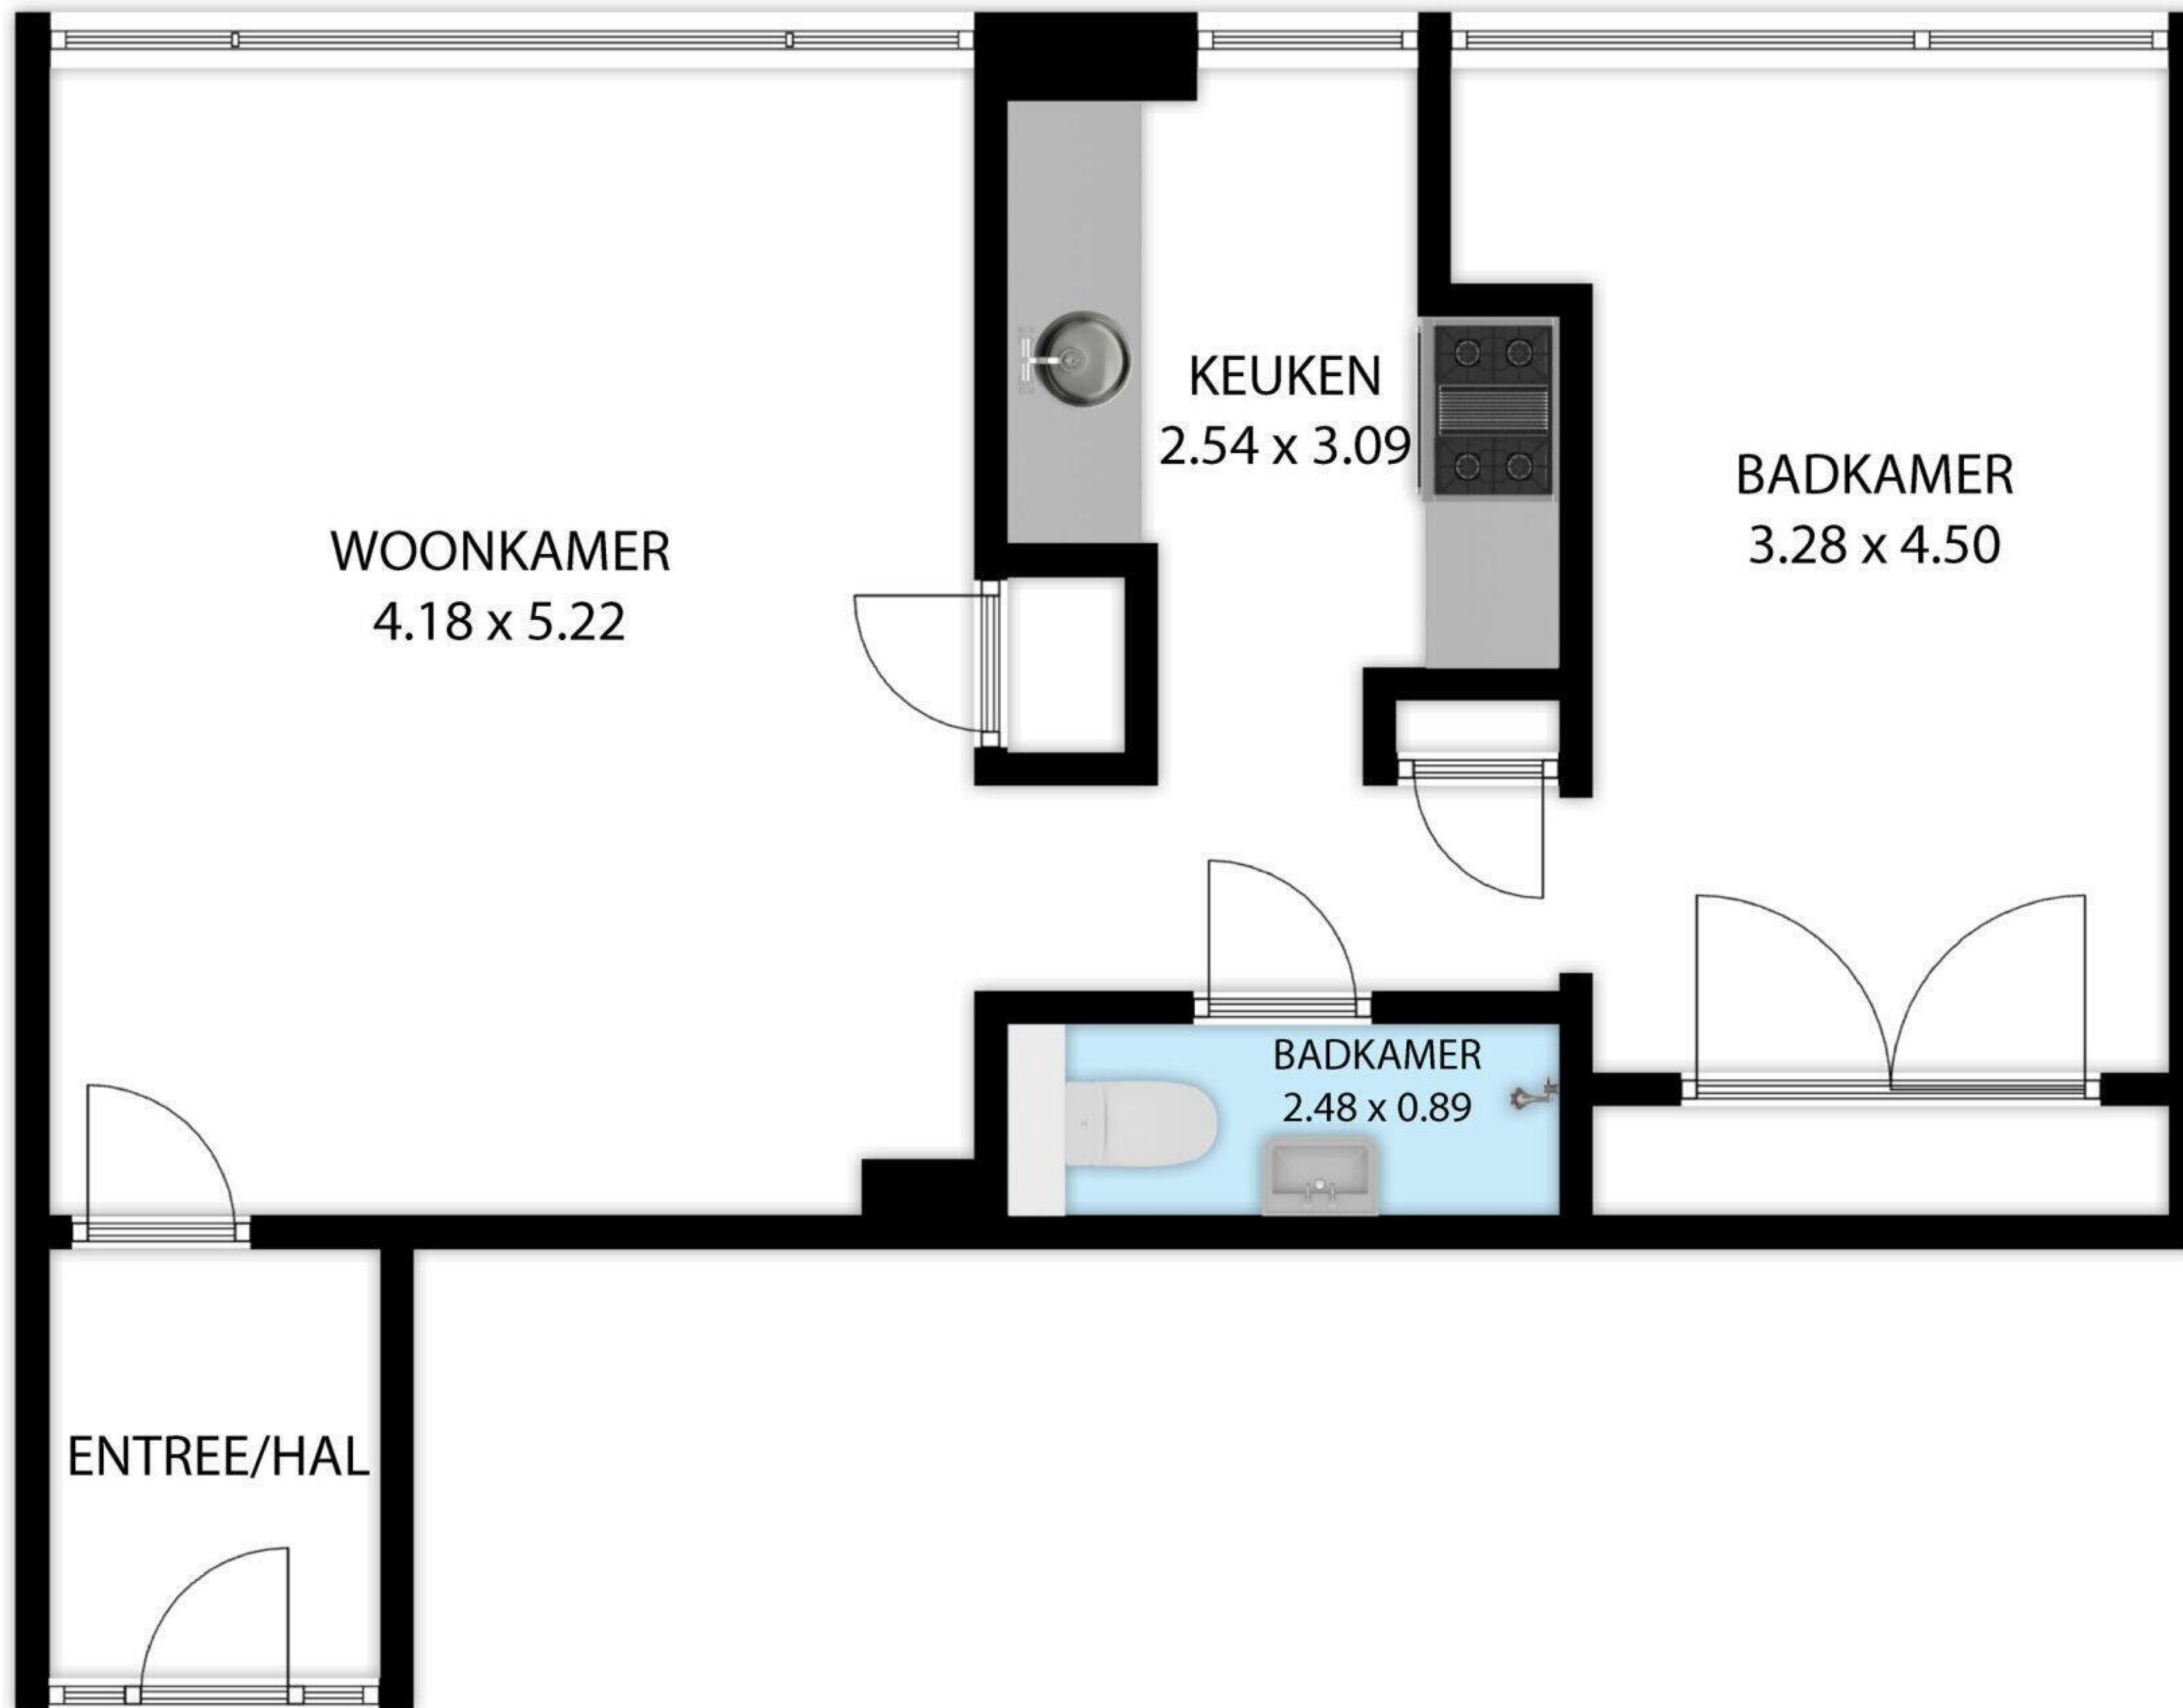 KEUKEN
2.54 x 3.09
BADKAMER
3.28 x 4.50
WOONKAMER
4.18 x 5.22
BADKAMER
2.48 x 0.89
ENTREE/HAL